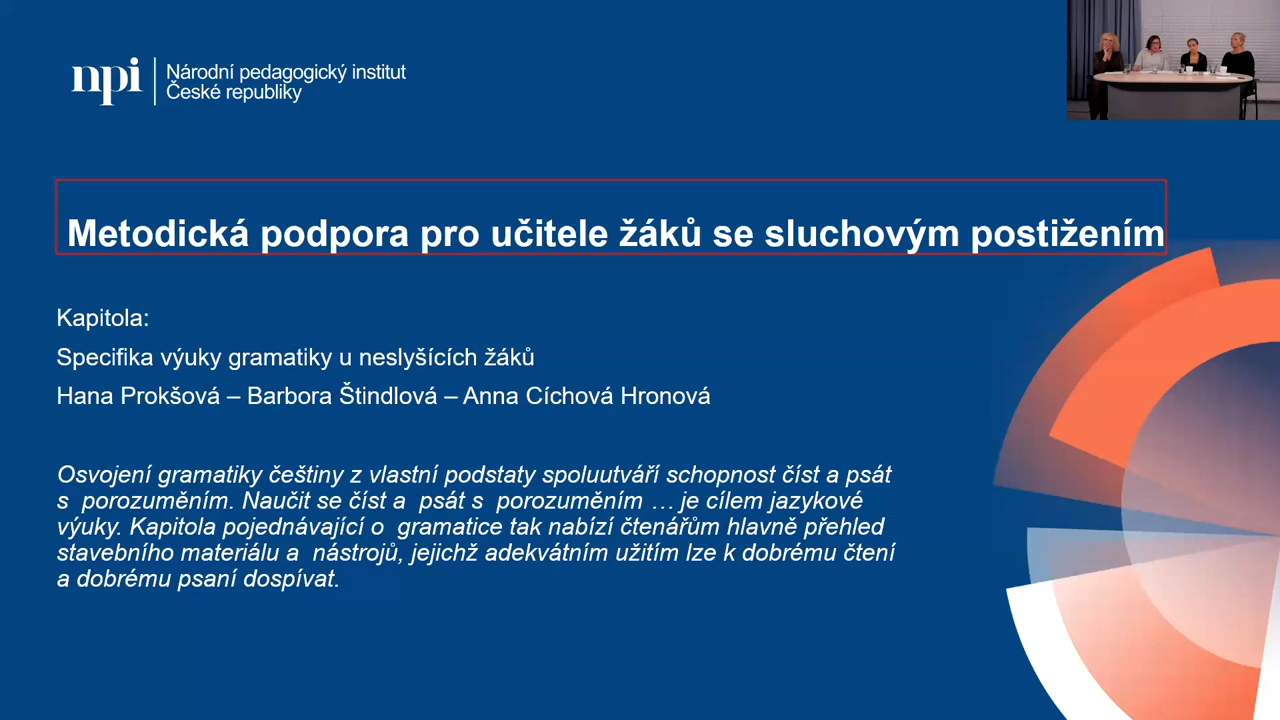 npi
Národní pedagogický institut
České republiky
Metodická podpora pro učitele žáků se sluchovým postižením
Kapitola:
Specifika výuky gramatiky u neslyšících žáků
Hana Prokšová – Barbora Štindlová – Anna Cíchová Hronová
Osvojení gramatiky češtiny z vlastní podstaty spoluutváří schopnost číst a psát
s porozuměním. Naučit se číst a psát s porozuměním … je cílem jazykové
výuky. Kapitola pojednávající o gramatice tak nabízí čtenářům hlavně přehled
stavebního materiálu a nástrojů, jejichž adekvátním užitím lze k dobrému čtení
a dobrému psaní dospívat.